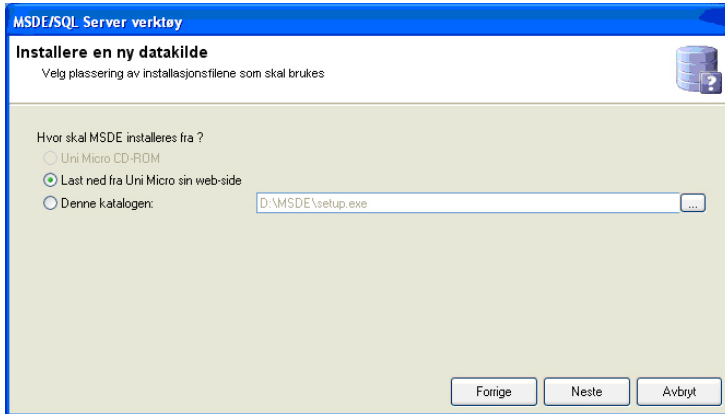 MSDE/SQL Server verktøy
Installere en ny datakilde
Velg plassering av installasjonsfilene som skal brukes
Hvor skal MSDE installeres fra ?
Uni Micro CD-ROM
Last ned fra Uni Micro sin web-side
Denne katalogen: D:\MSDE\setup.exe ...
Forrige Neste Avbryt